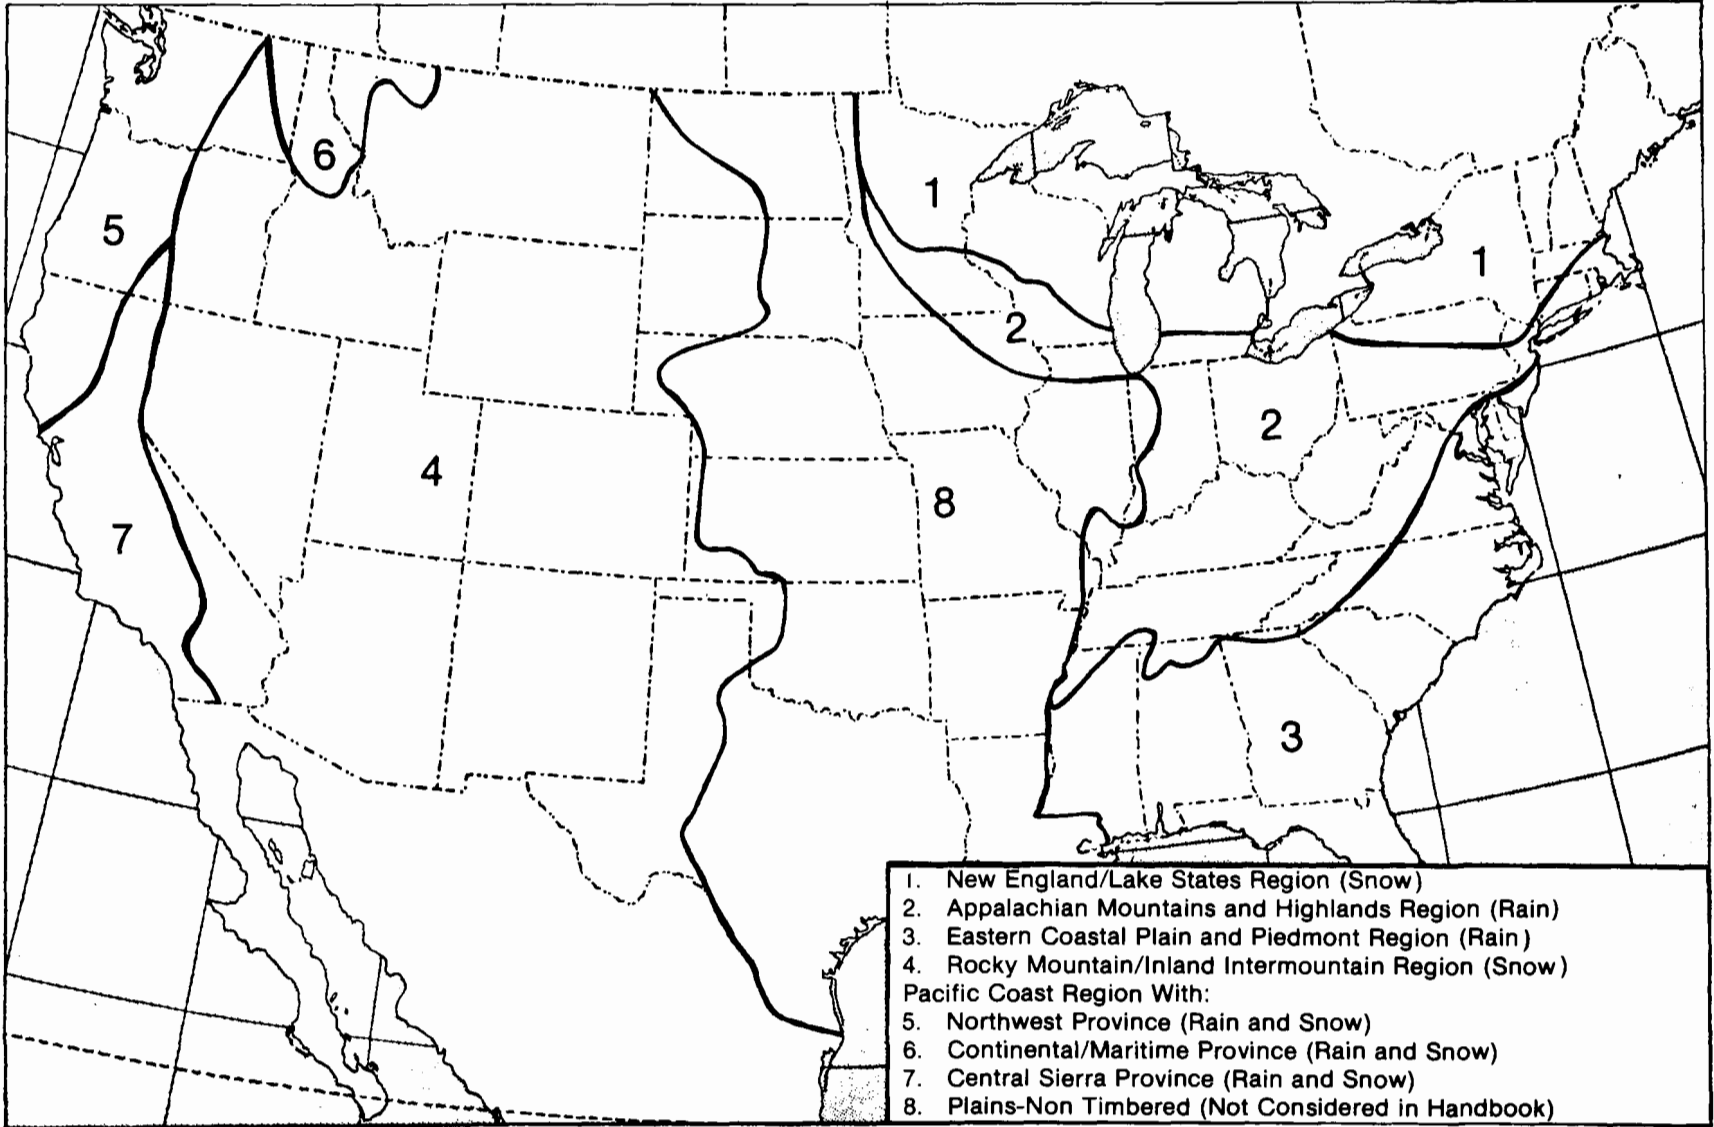 1
6
1
5
1
2
2
4
8
7
3
1. New England/Lake States Region (Snow)
2. Appalachian Mountains and Highlands Region (Rain)
3. Eastern Coastal Plain and Piedmont Region (Rain)
4. Rocky Mountain/Inland Intermountain Region (Snow)
Pacific Coast Region With:
5. Northwest Province (Rain and Snow)
6. Continental/Maritime Province (Rain and Snow)
7. Central Sierra Province (Rain and Snow)
8. Plains-Non Timbered (Not Considered in Handbook)